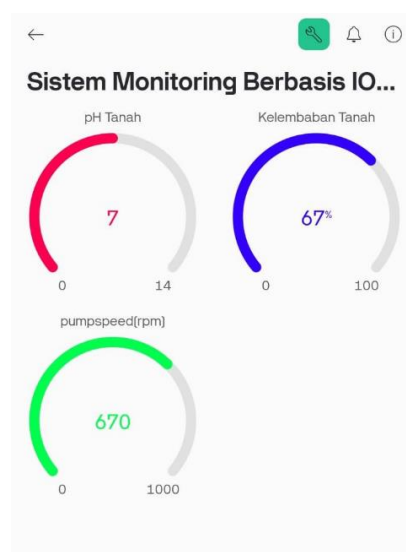 Sistem Monitoring Berbasis IO...
pH Tanah
Kelembaban Tanah
7
67%
0
14
0
100
pumpspeed(rpm)
670
0
1000